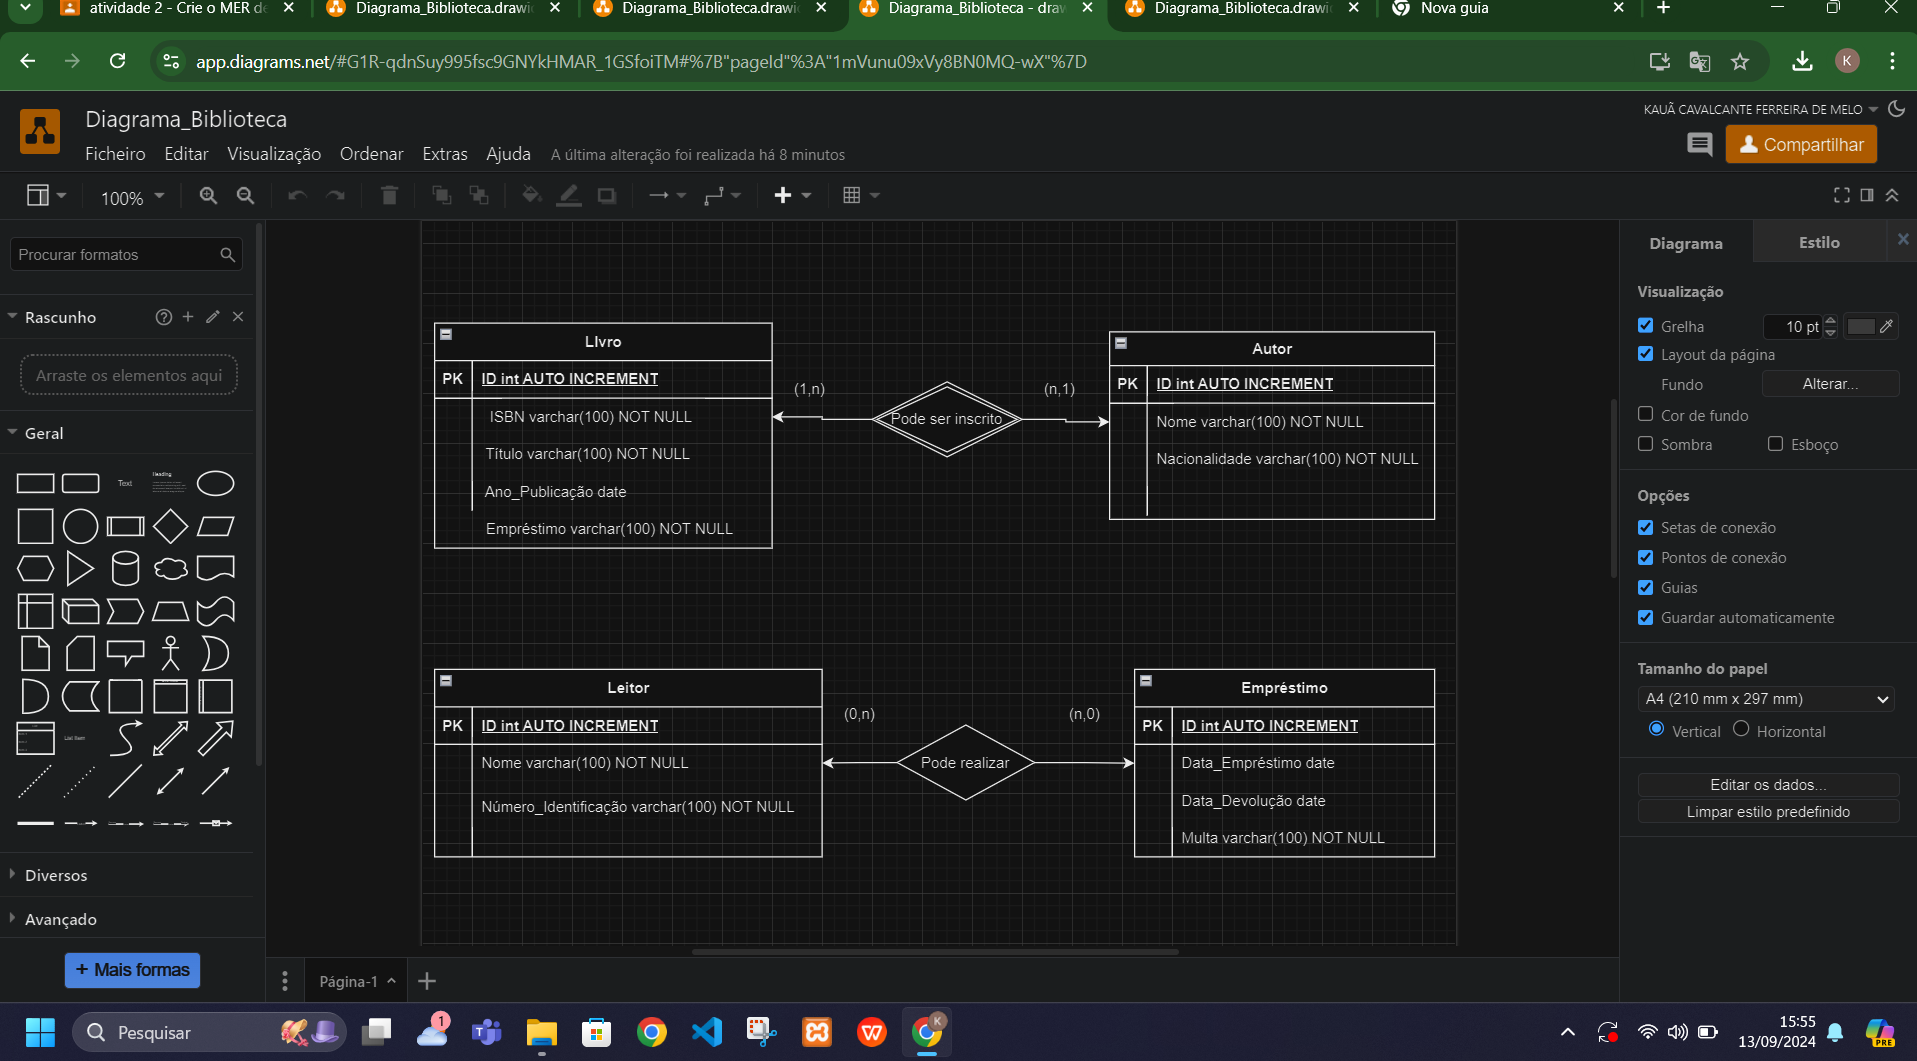 atividade 2 - Crie o MER de
Diagrama_Biblioteca.drawio
Diagrama_Biblioteca.drawio
Diagrama_Biblioteca - draw
Diagrama_Biblioteca.drawio
Nova guia
app.diagrams.net/#G1R-qdnSuy995fsc9GNYkHMAR_1GSfoiTM#%7B"pageId"%3A"1mVunu09xVy8BN0MQ-wX"%7D
K
Diagrama_Biblioteca
KAUÃ CAVALCANTE FERREIRA DE MELO
Ficheiro Editar Visualização Ordenar Extras Ajuda A última alteração foi realizada há 8 minutos
Compartilhar
100%
Procurar formatos
Rascunho
Arraste os elementos aqui
Geral
Text
Heading
List Item
Diversos
Avançado
+ Mais formas
LIvro
PK ID int AUTO INCREMENT
ISBN varchar(100) NOT NULL
Título varchar(100) NOT NULL
Ano_Publicação date
Empréstimo varchar(100) NOT NULL
(1,n)
Pode ser inscrito
(n,1)
Autor
PK ID int AUTO INCREMENT
Nome varchar(100) NOT NULL
Nacionalidade varchar(100) NOT NULL
Leitor
PK ID int AUTO INCREMENT
Nome varchar(100) NOT NULL
Número_Identificação varchar(100) NOT NULL
(0,n)
Pode realizar
(n,0)
Empréstimo
PK ID int AUTO INCREMENT
Data_Empréstimo date
Data_Devolução date
Multa varchar(100) NOT NULL
Diagrama Estilo
Visualização
Grelha 10 pt
Layout da página
Fundo Alterar...
Cor de fundo
Sombra Esboço
Opções
Setas de conexão
Pontos de conexão
Guias
Guardar automaticamente
Tamanho do papel
A4 (210 mm x 297 mm)
Vertical Horizontal
Editar os dados...
Limpar estilo predefinido
Página-1
Pesquisar
1
K
15:55
13/09/2024
PRE